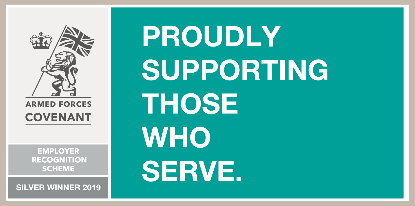 ARMED FORCES
COVENANT
EMPLOYER
RECOGNITION
SCHEME
SILVER WINNER 2019
PROUDLY
SUPPORTING
THOSE
WHO
SERVE.